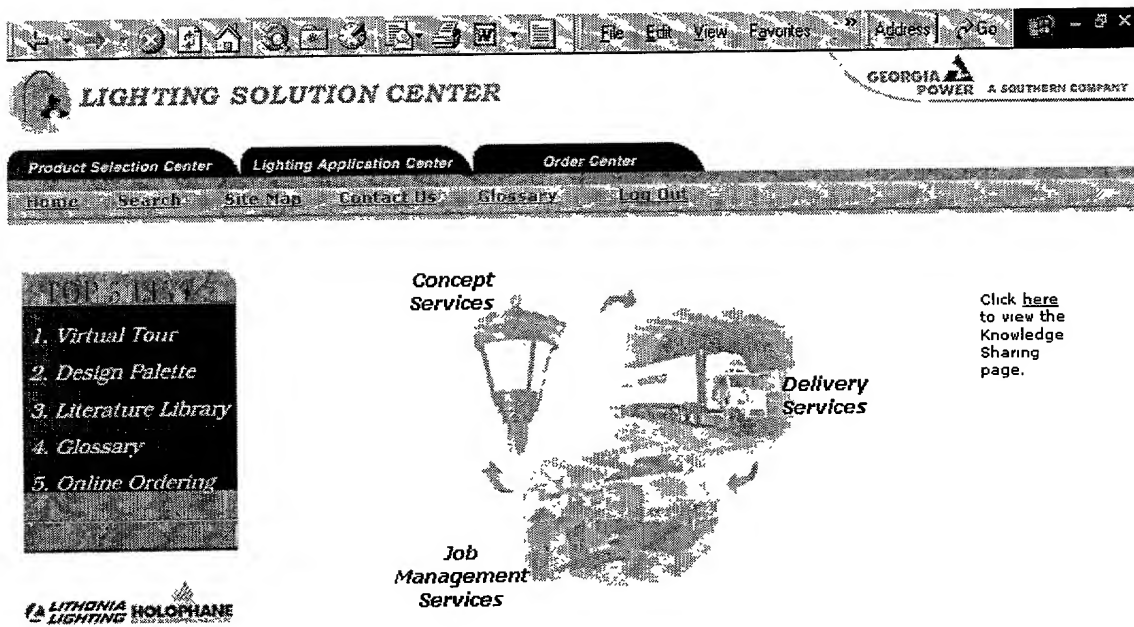 File Edit View Favorites » Address Go
LIGHTING SOLUTION CENTER
GEORGIA
POWER A SOUTHERN COMPANY
Product Selection Center Lighting Application Center Order Center
Home Search Site Map Contact Us Glossary Log Out
TOP 5 LIST
1. Virtual Tour
2. Design Palette
3. Literature Library
4. Glossary
5. Online Ordering
Concept
Services
Delivery
Services
Job
Management
Services
Click here
to view the
Knowledge
Sharing
page.
LITHONIA
LIGHTING
HOLOPHANE